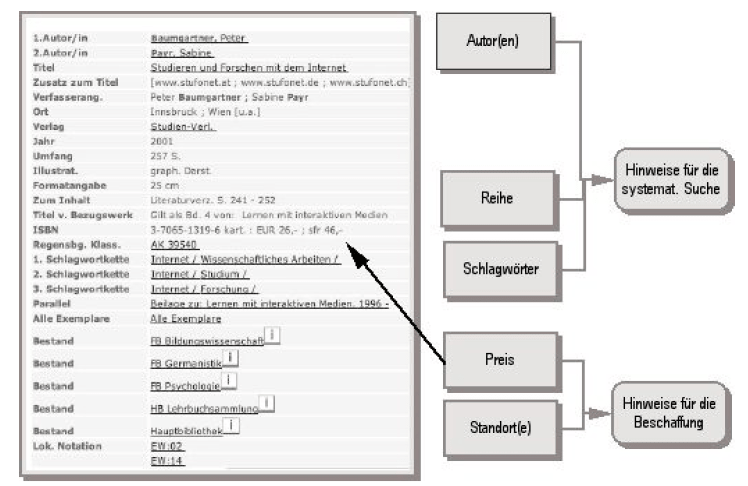 1.Autor/in Baumgartner, Peter
2.Autor/in Payr, Sabine
Titel Studieren und Forschen mit dem Internet
Zusatz zum Titel [www.stufonet.at ; www.stufonet.de ; www.stufonet.ch]
Verfasserang. Peter Baumgartner ; Sabine Payr
Ort Innsbruck ; Wien [u.a.]
Verlag Studien-Verl.
Jahr 2001
Umfang 257 S.
Illustrat. graph. Darst.
Formatangabe 25 cm
Zum Inhalt Literaturverz. S. 241 - 252
Titel v. Bezugswerk Gilt als Bd. 4 von: Lernen mit interaktiven Medien
ISBN 3-7065-1319-6 kart. : EUR 26,- ; sfr 46,-
Regensbg. Klass. AK 39540
1. Schlagwortkette Internet / Wissenschaftliches Arbeiten /
2. Schlagwortkette Internet / Studium /
3. Schlagwortkette Internet / Forschung /
Parallel Beilage zu: Lernen mit interaktiven Medien. 1996 -
Alle Exemplare Alle Exemplare
Bestand FB Bildungswissenschaft i
Bestand FB Germanistik i
Bestand FB Psychologie i
Bestand HB Lehrbuchsammlung i
Bestand Hauptbibliothek i
Lok. Notation EW:02
EW:14
Autor(en)
Reihe
Schlagwörter
Hinweise für die
systemat. Suche
Preis
Standort(e)
Hinweise für die
Beschaffung